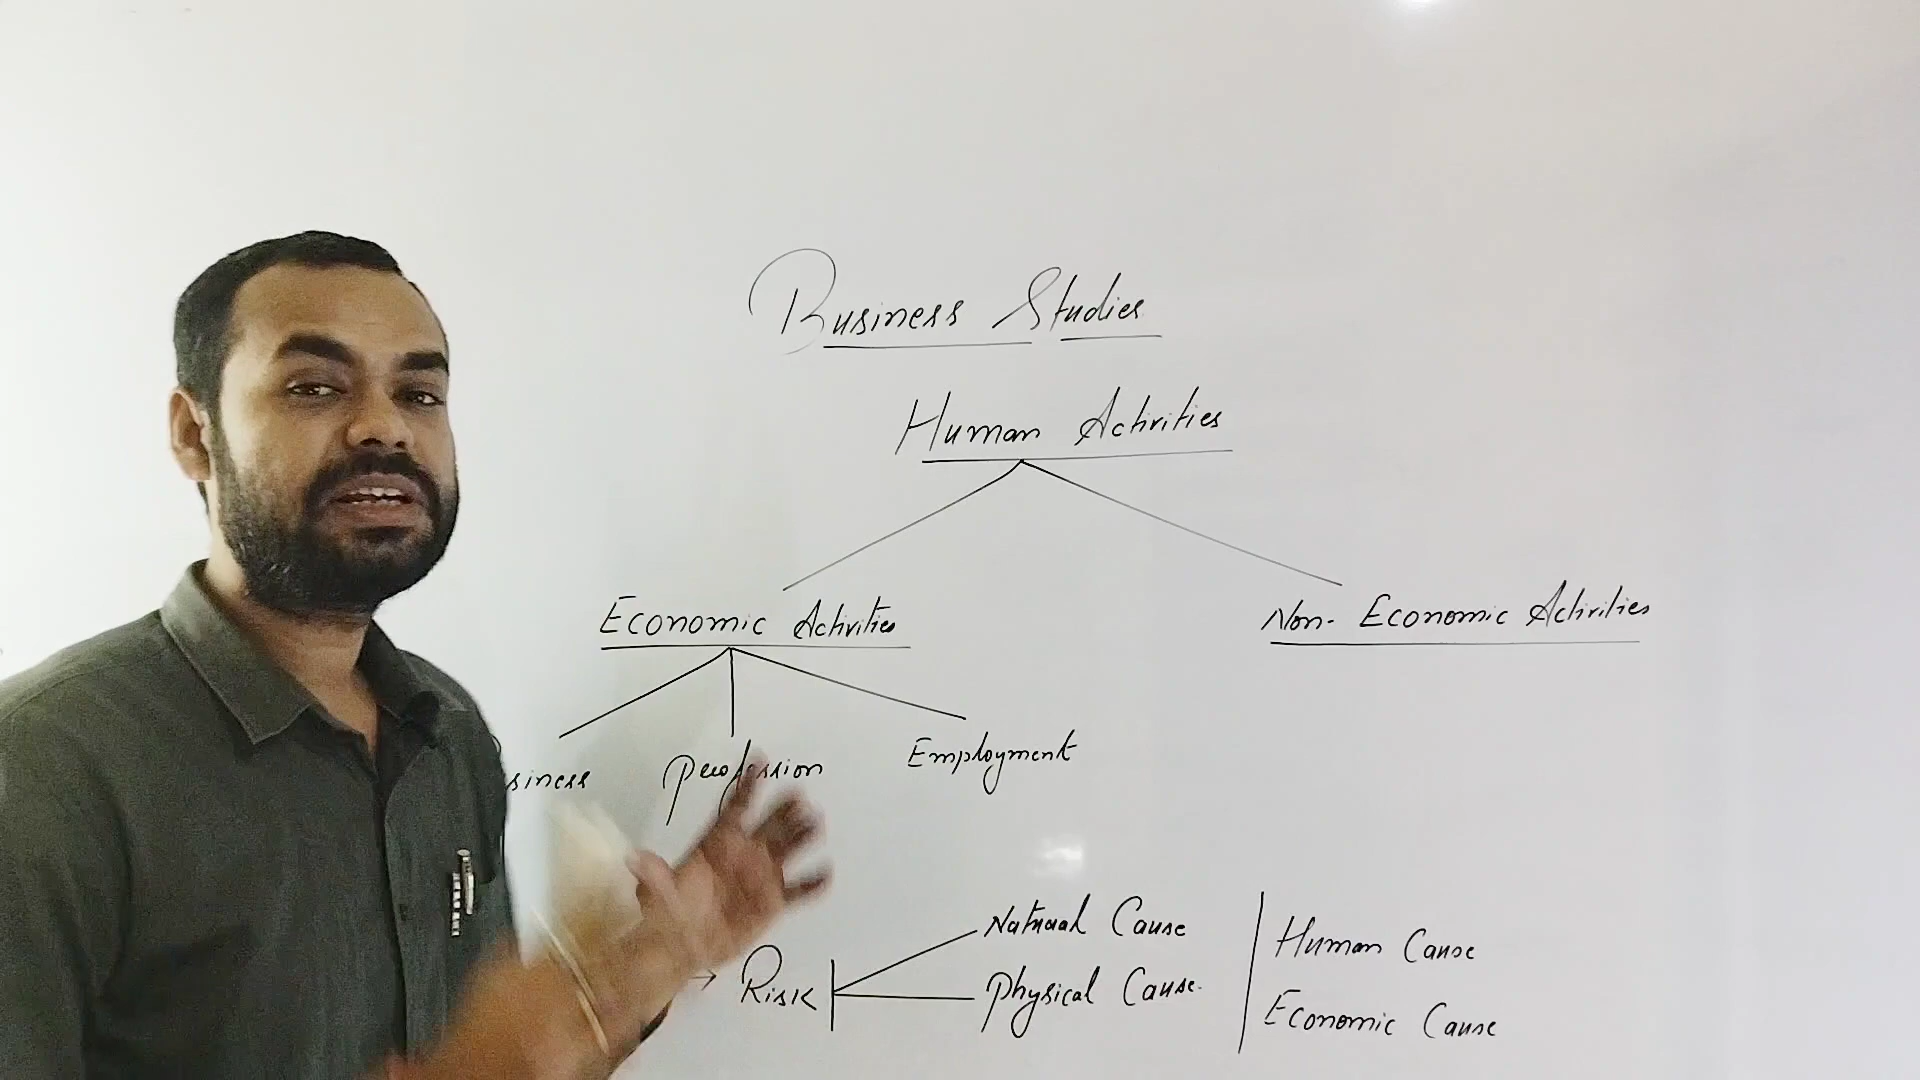 Business Studies
Human Activities
Economic Activities
Non-Economic Activities
siness
Profession
Employment
→ Risk
Natural Cause
Physical Cause.
Human Cause
Economic Cause